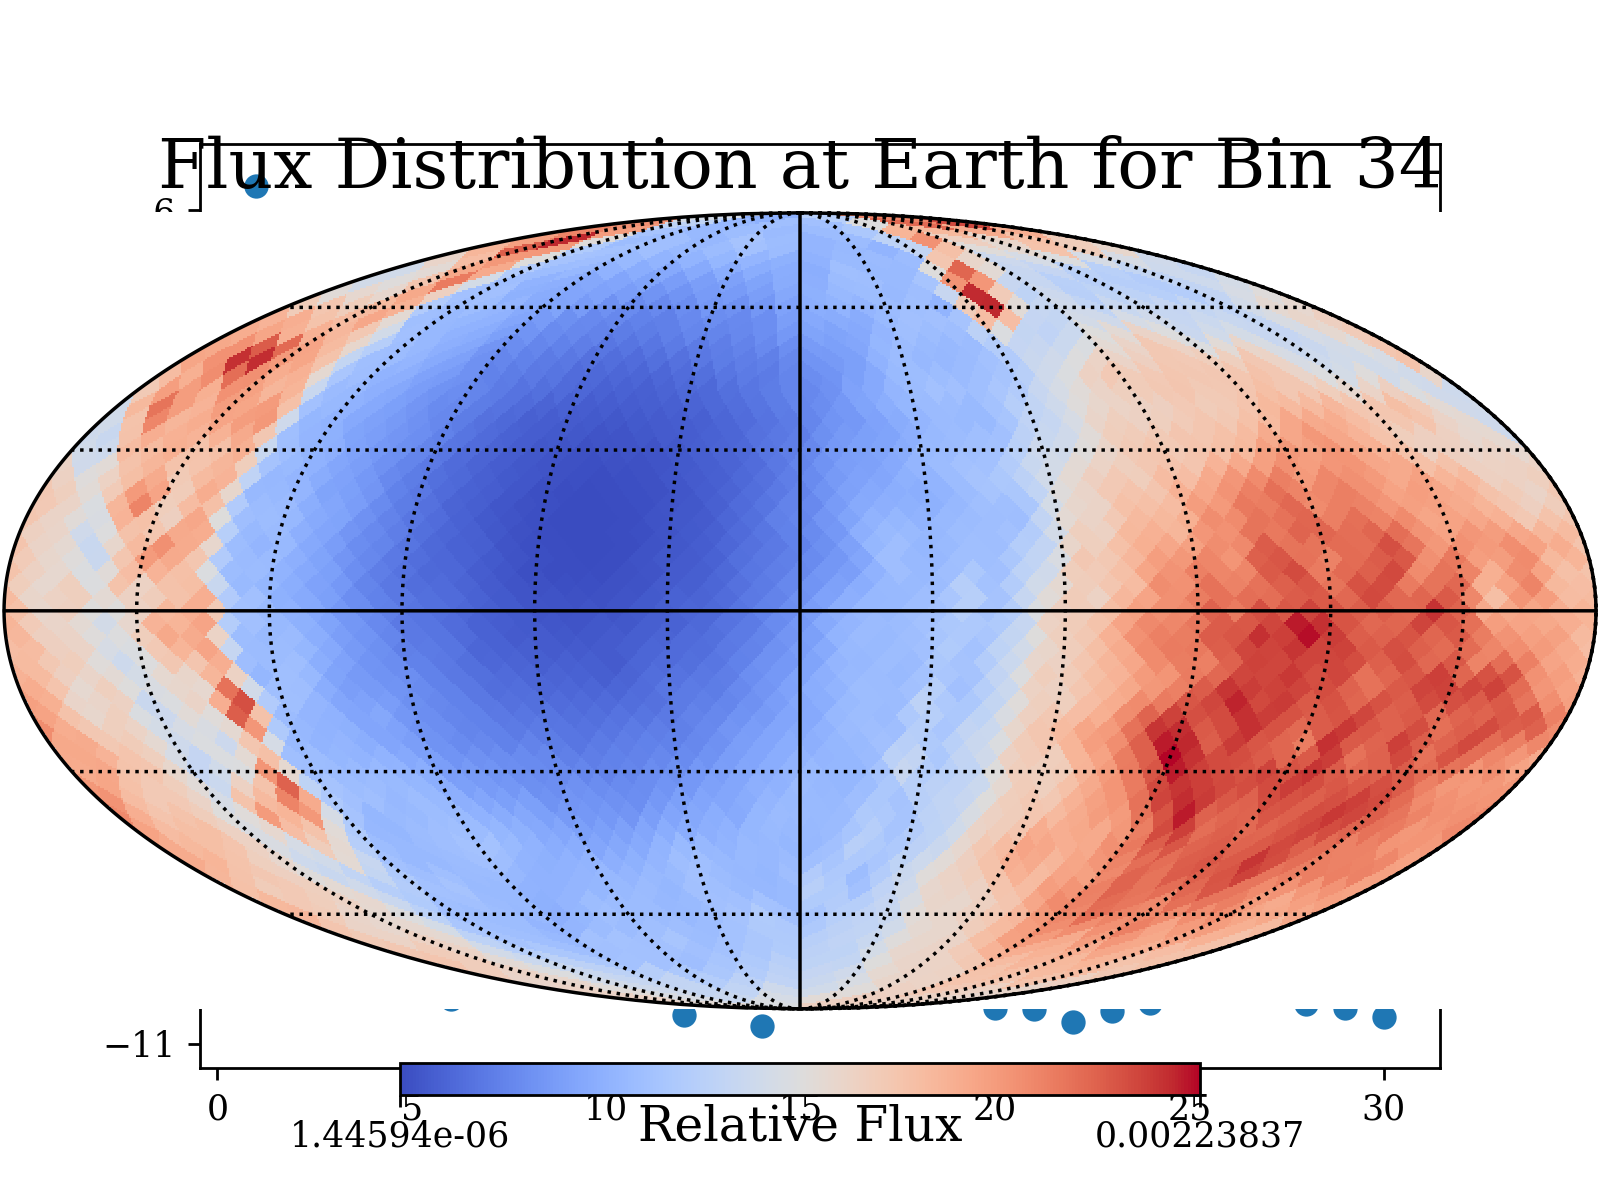 Flux Distribution at Earth for Bin 34
6
−11
0 5 10 15 20 25 30
Relative Flux
1.44594e-06 0.00223837